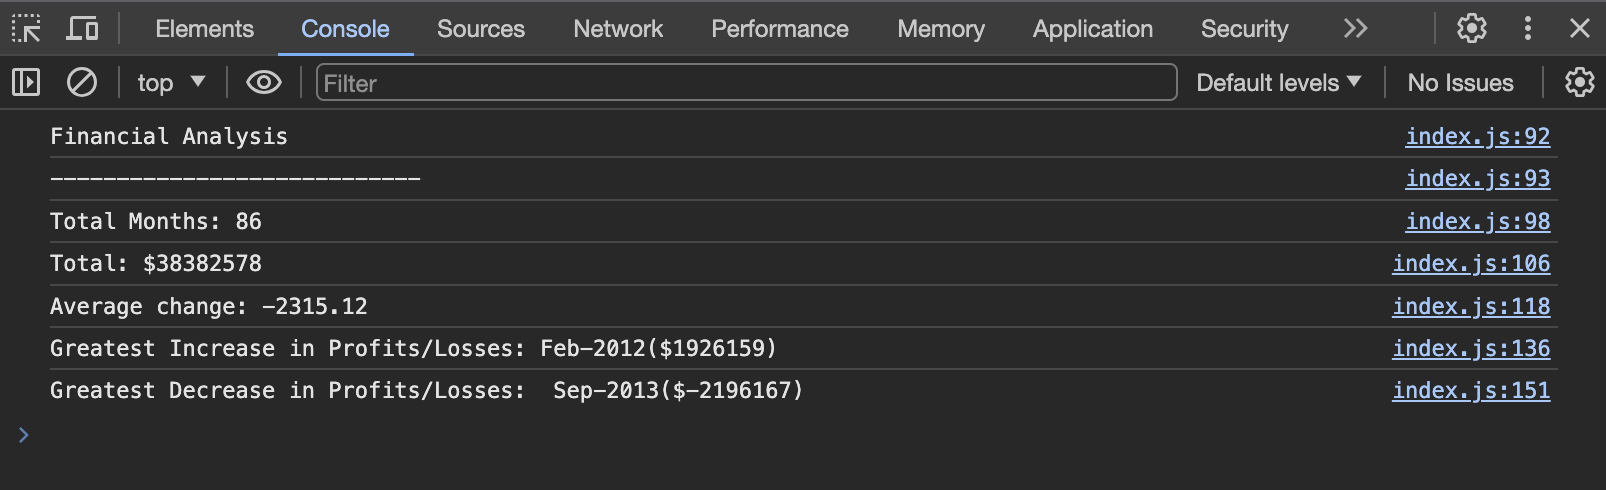 Elements Console Sources Network Performance Memory Application Security
top Filter Default levels No Issues
Financial Analysis index.js:92
---------------------------- index.js:93
Total Months: 86 index.js:98
Total: $38382578 index.js:106
Average change: -2315.12 index.js:118
Greatest Increase in Profits/Losses: Feb-2012($1926159) index.js:136
Greatest Decrease in Profits/Losses:  Sep-2013($-2196167) index.js:151